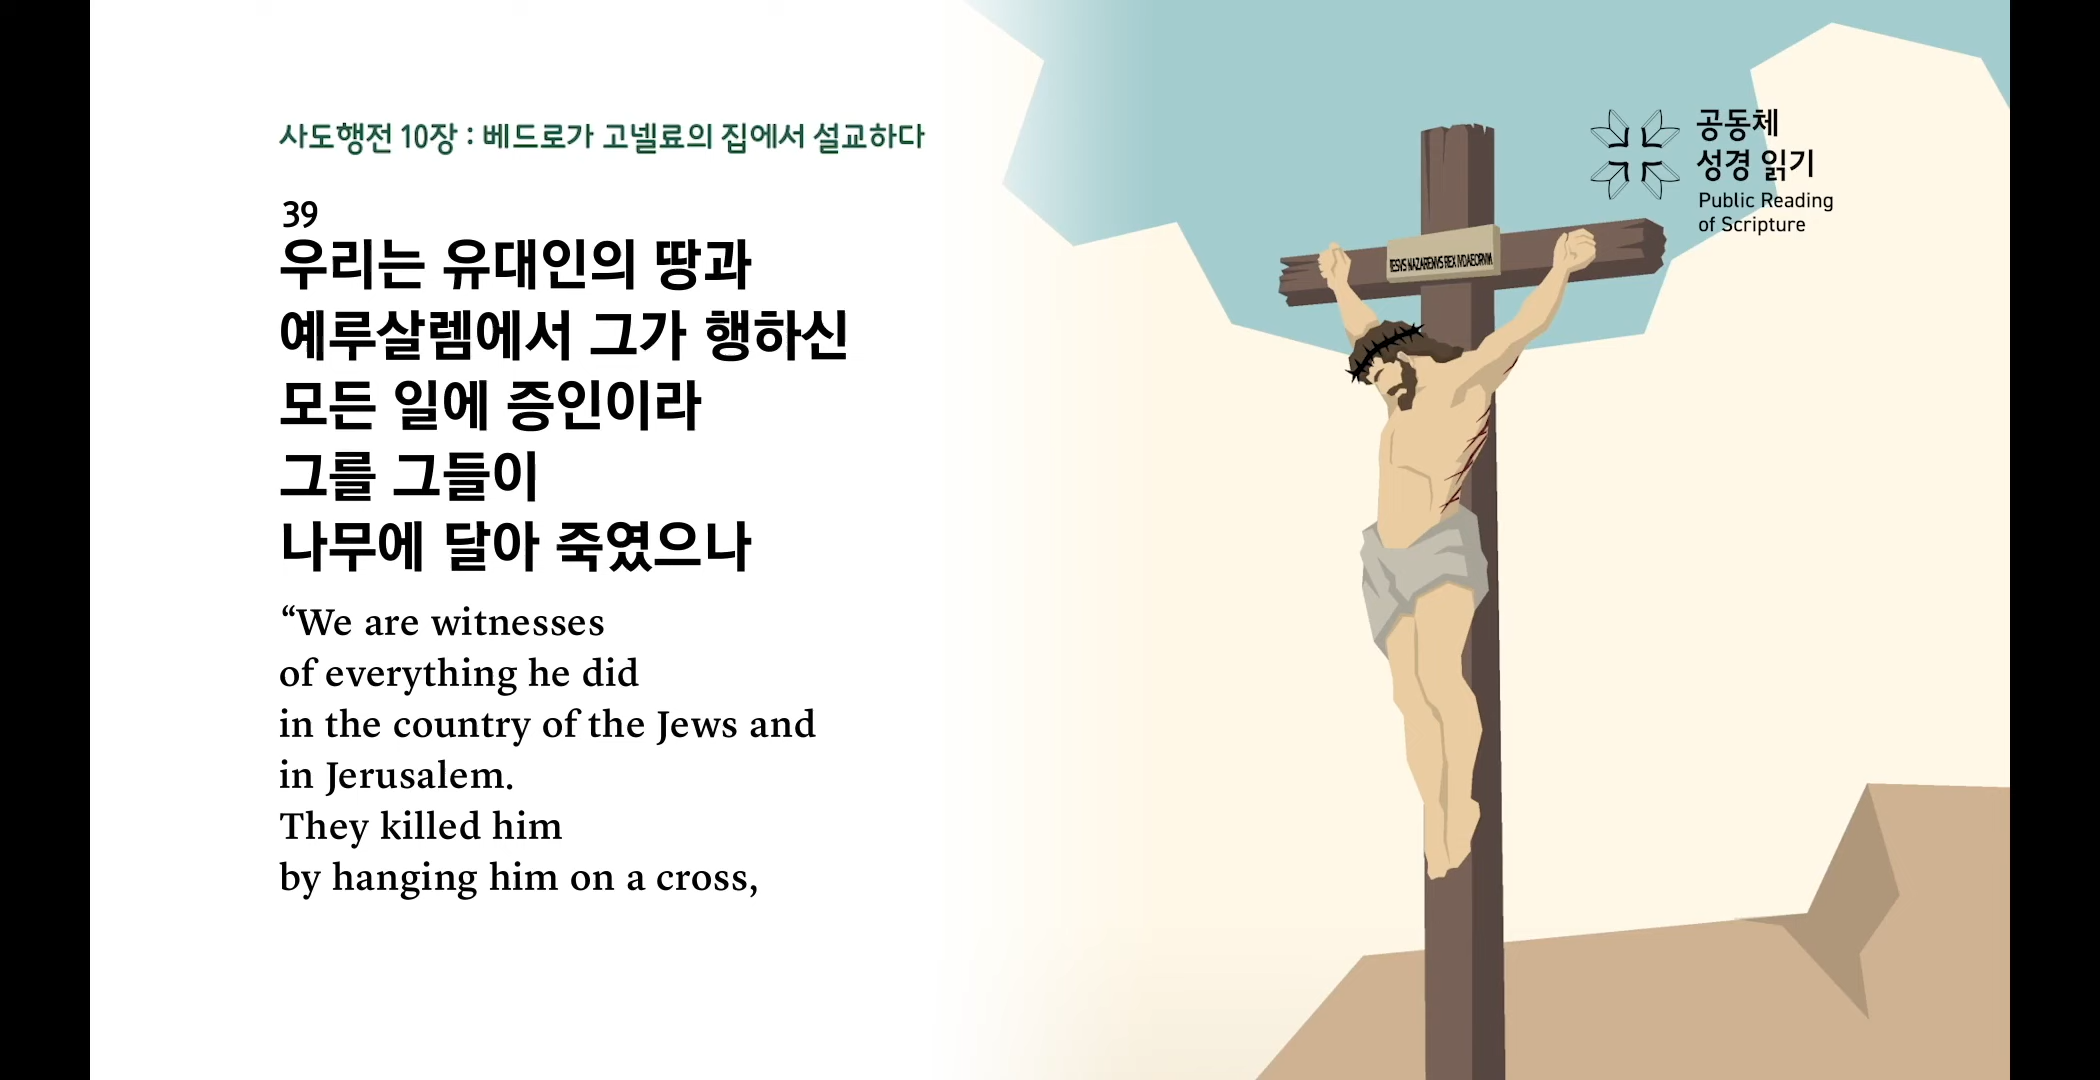 사도행전 10장 : 베드로가 고넬료의 집에서 설교하다
39
우리는 유대인의 땅과
예루살렘에서 그가 행하신
모든 일에 증인이라
그를 그들이
나무에 달아 죽였으나
“We are witnesses
of everything he did
in the country of the Jews and
in Jerusalem.
They killed him
by hanging him on a cross,
공동체
성경 읽기
Public Reading
of Scripture
IESVS NAZARENVS REX IVDAEORVM